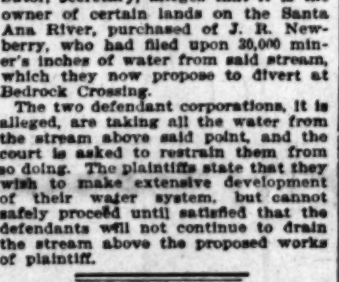 owner of certain lands on the Santa
Ana River, purchased of J. R. New-
berry, who had filed upon 30,000 min-
er's inches of water from said stream,
which they now propose to divert at
Bedrock Crossing.
The two defendant corporations, it is
alleged, are taking all the water from
the stream above said point, and the
court is asked to restrain them from
so doing. The plaintiffs state that they
wish to make extensive development
of their water system, but cannot
safely proceed until satisfied that the
defendants will not continue to drain
the stream above the proposed works
of plaintiff.